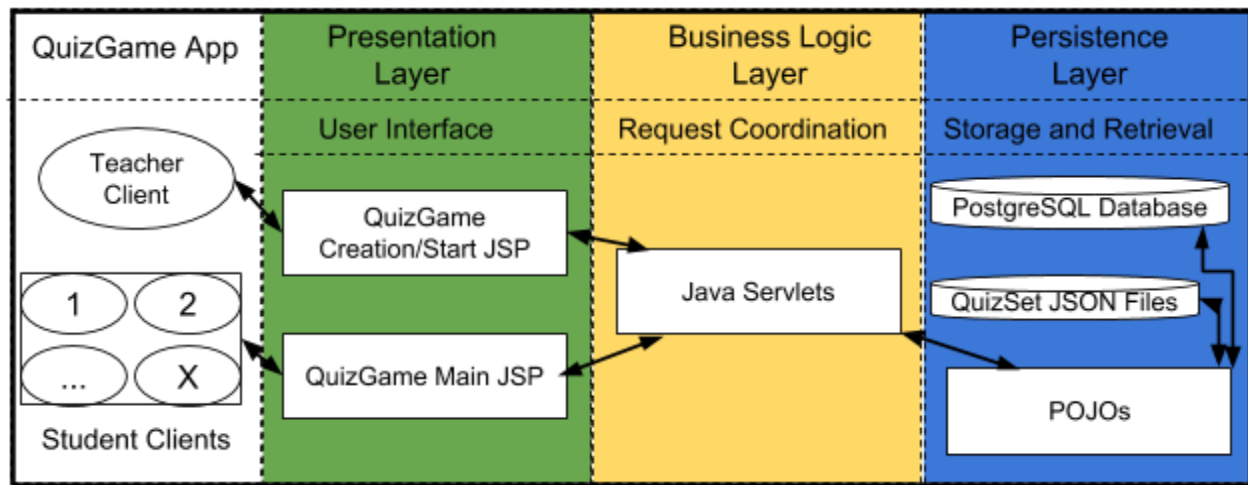 QuizGame App
Presentation
Layer
Business Logic
Layer
Persistence
Layer
User Interface
Request Coordination
Storage and Retrieval
Teacher
Client
QuizGame
Creation/Start JSP
PostgreSQL Database
Java Servlets
QuizSet JSON Files
1
2
...
X
QuizGame Main JSP
POJOs
Student Clients